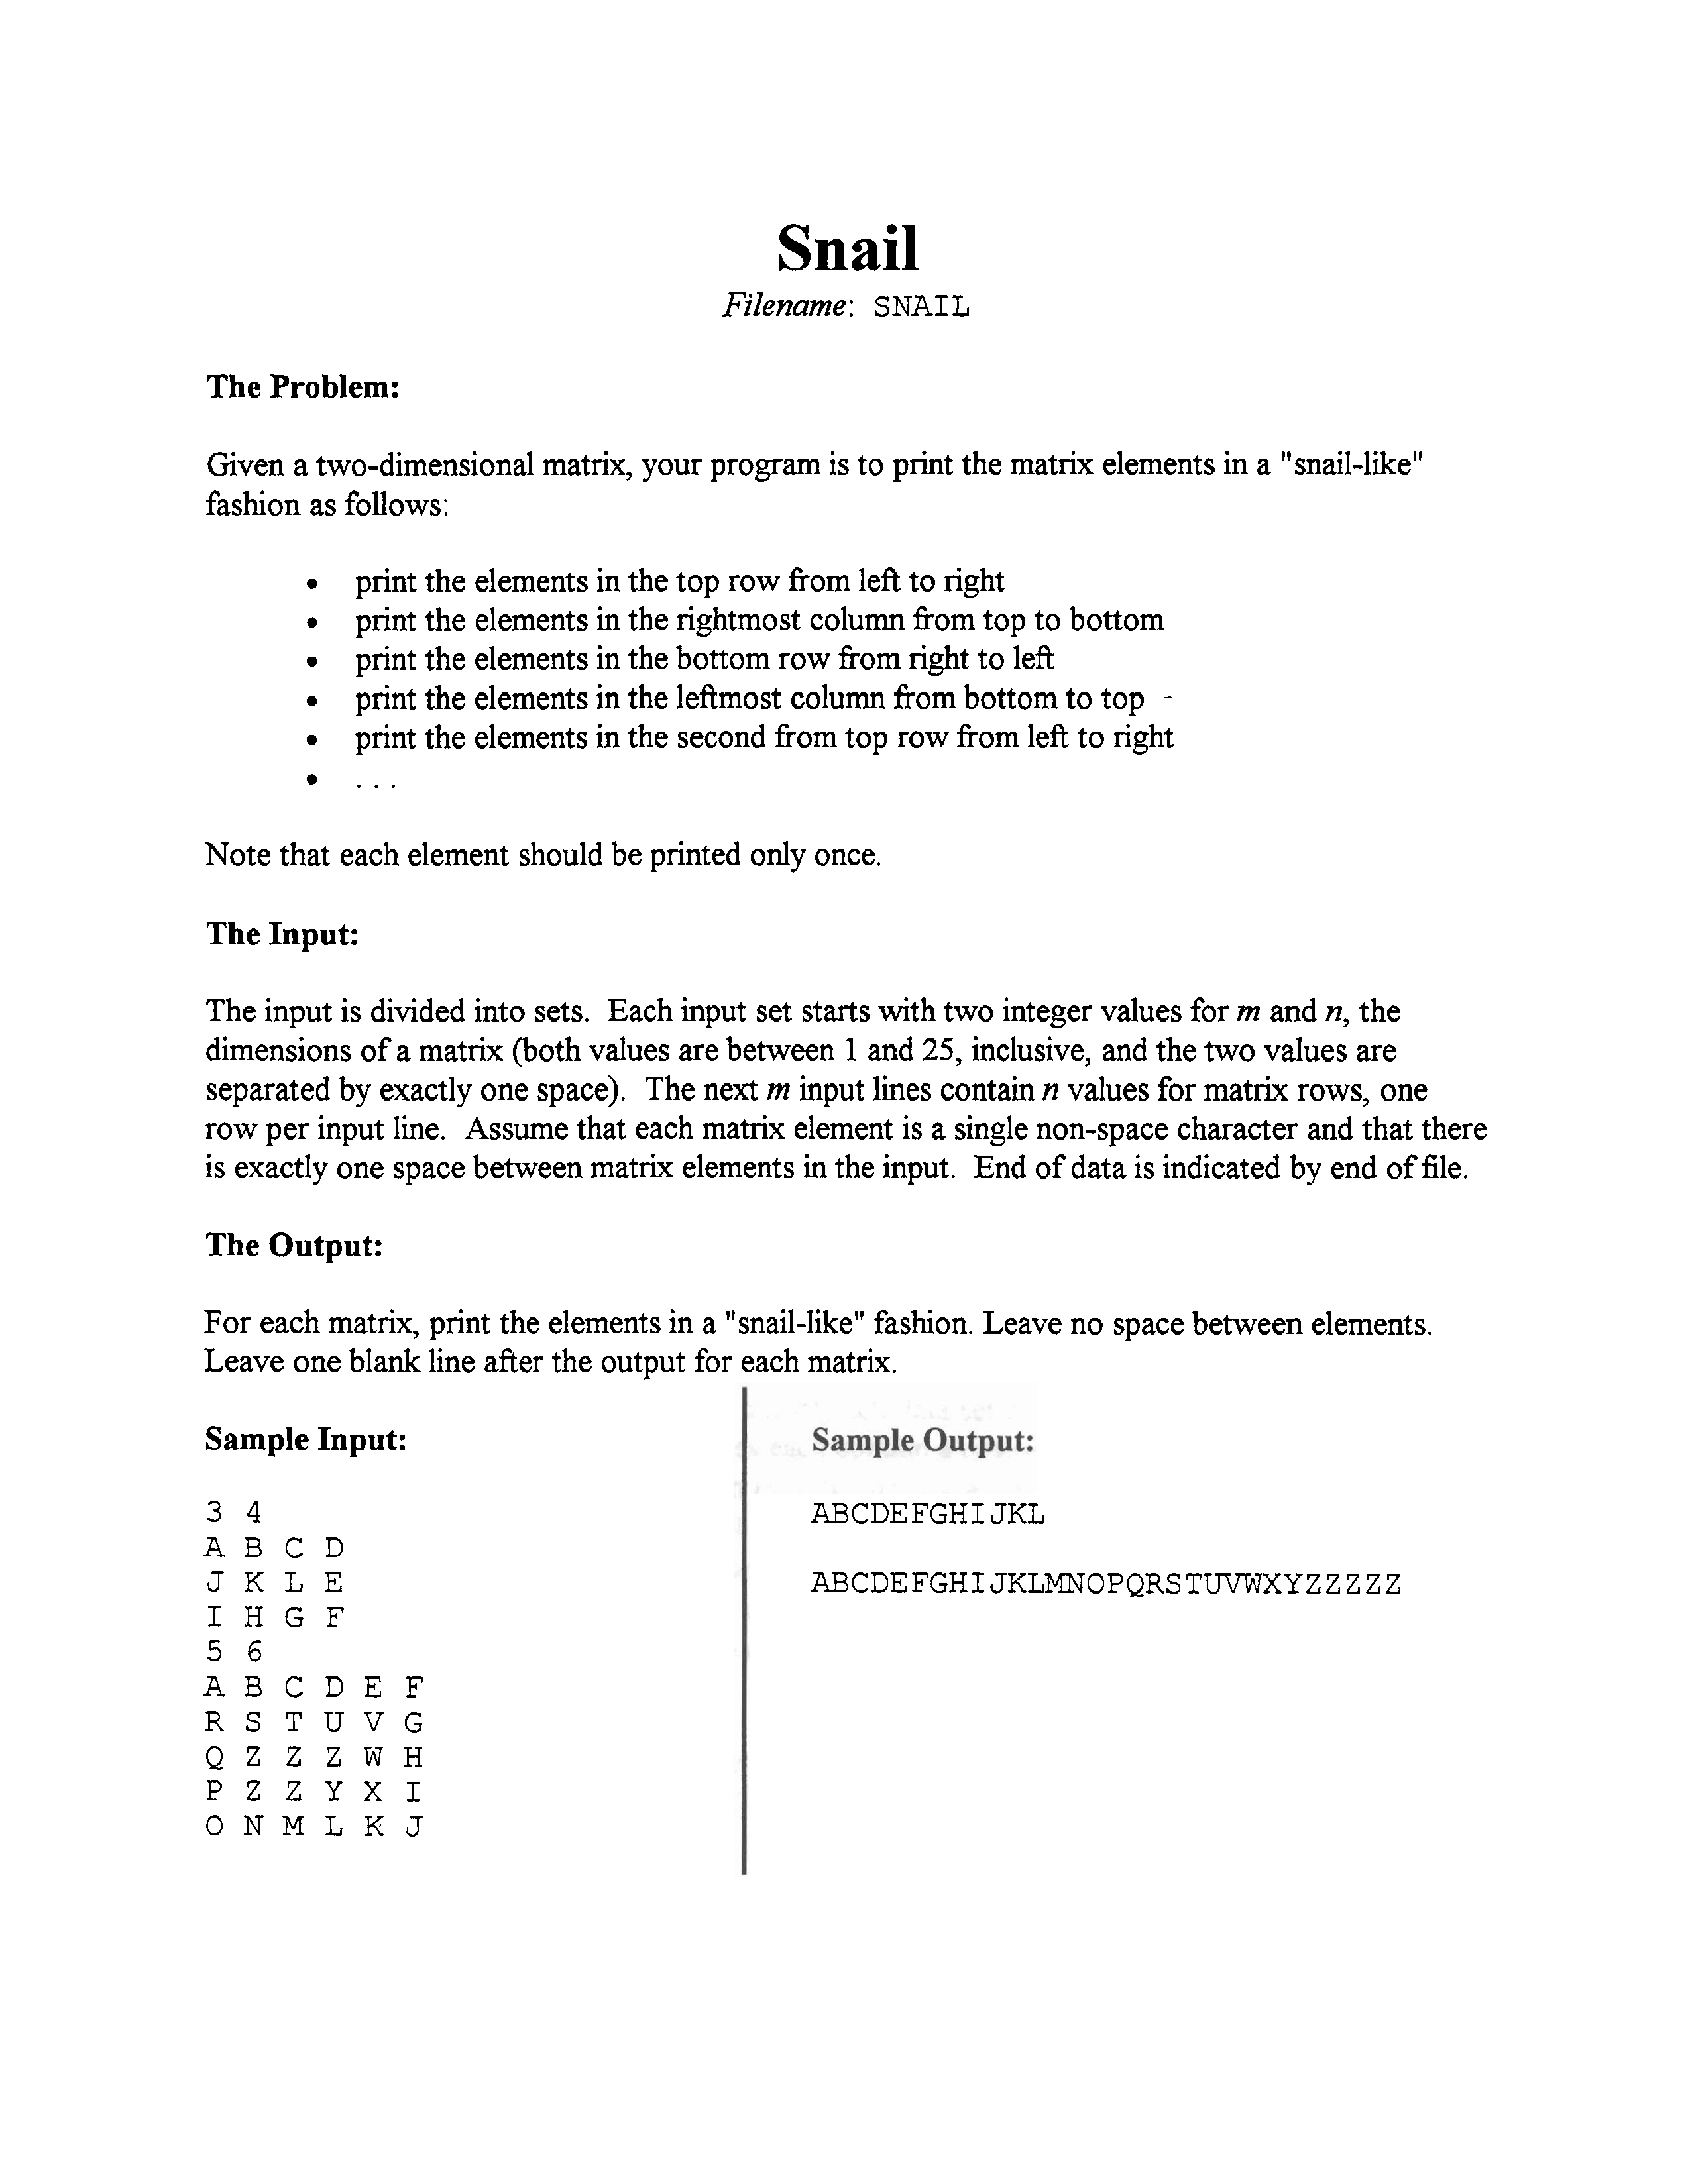 Snail
Filename: SNAIL
The Problem:
Given a two-dimensional matrix, your program is to print the matrix elements in a "snail-like"
fashion as follows:
• print the elements in the top row from left to right
• print the elements in the rightmost column from top to bottom
• print the elements in the bottom row from right to left
• print the elements in the leftmost column from bottom to top -
• print the elements in the second from top row from left to right
• . . .
Note that each element should be printed only once.
The Input:
The input is divided into sets. Each input set starts with two integer values for m and n, the
dimensions of a matrix (both values are between 1 and 25, inclusive, and the two values are
separated by exactly one space). The next m input lines contain n values for matrix rows, one
row per input line. Assume that each matrix element is a single non-space character and that there
is exactly one space between matrix elements in the input. End of data is indicated by end of file.
The Output:
For each matrix, print the elements in a "snail-like" fashion. Leave no space between elements.
Leave one blank line after the output for each matrix.
Sample Input:
3 4
A B C D
J K L E
I H G F
5 6
A B C D E F
R S T U V G
Q Z Z Z W H
P Z Z Y X I
O N M L K J
Sample Output:
ABCDEFGHIJKL
ABCDEFGHIJKLMNOPQRSTUVWXYZZZZZ